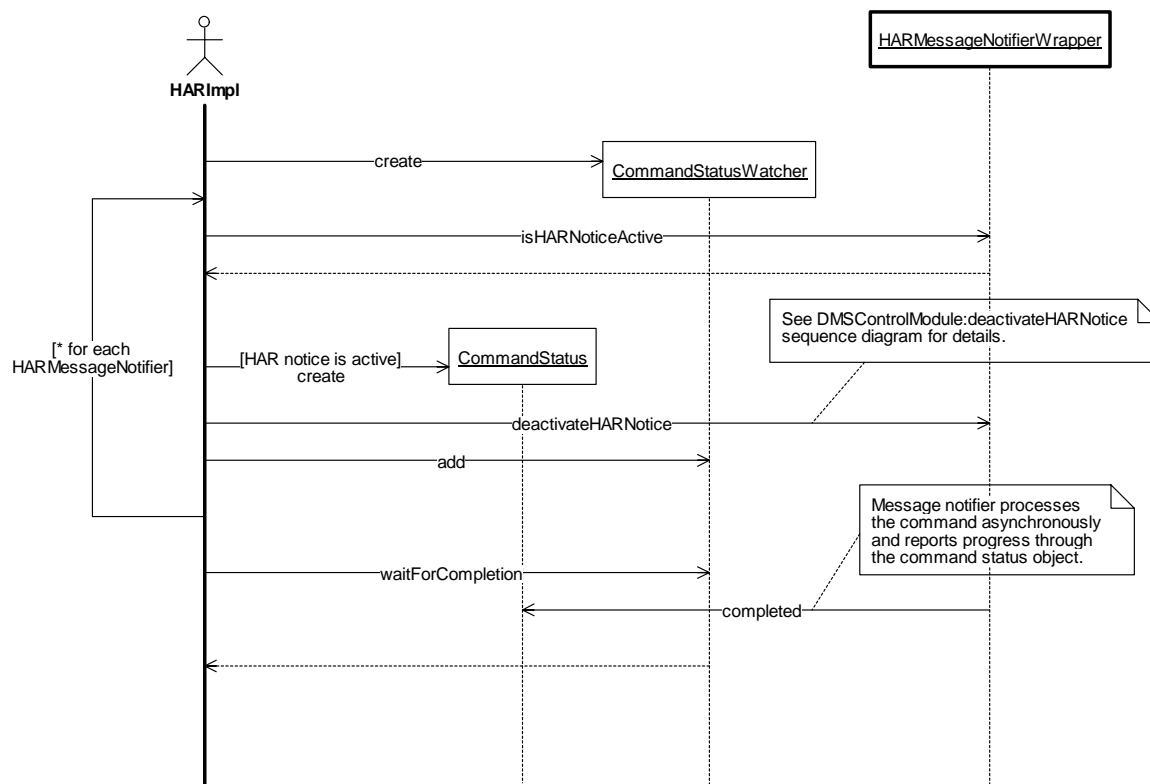 HARMessageNotifierWrapper
HARImpl
create
CommandStatusWatcher
isHARNoticeActive
See DMSControlModule:deactivateHARNotice
sequence diagram for details.
[* for each
HARMessageNotifier]
[HAR notice is active]
create
CommandStatus
deactivateHARNotice
add
Message notifier processes
the command asynchronously
and reports progress through
the command status object.
waitForCompletion
completed